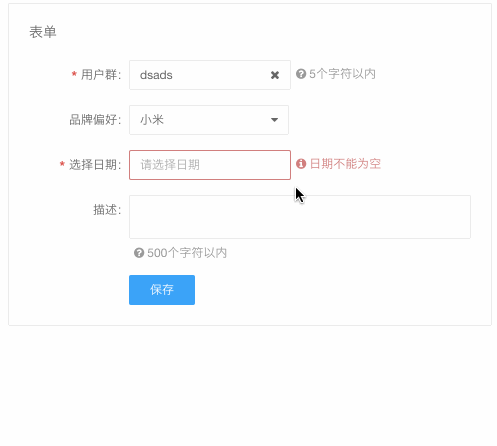 表单
* 用户群: dsads 5个字符以内
品牌偏好: 小米
* 选择日期: 请选择日期 日期不能为空
描述:
500个字符以内
保存